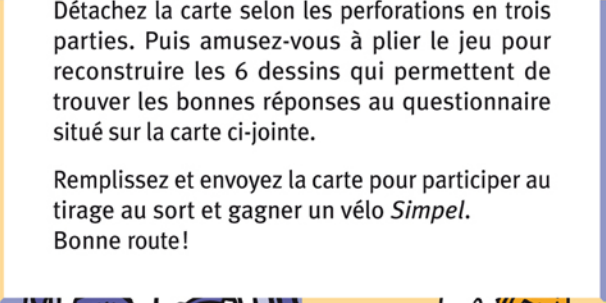 Détachez la carte selon les perforations en trois
parties. Puis amusez-vous à plier le jeu pour
reconstruire les 6 dessins qui permettent de
trouver les bonnes réponses au questionnaire
situé sur la carte ci-jointe.
Remplissez et envoyez la carte pour participer au
tirage au sort et gagner un vélo Simpel.
Bonne route!